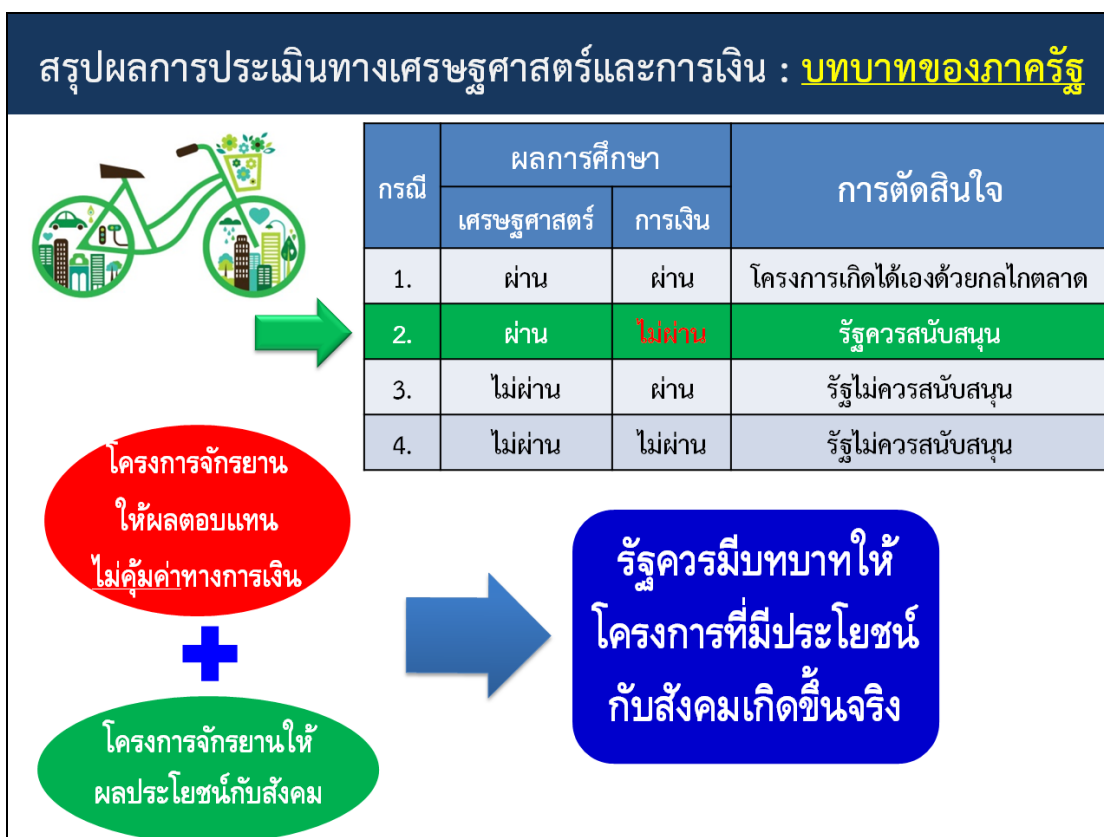 สรุปผลการประเมินทางเศรษฐศาสตร์และการเงิน : บทบาทของภาครัฐ
กรณี ผลการศึกษา การตัดสินใจ
เศรษฐศาสตร์ การเงิน
1. ผ่าน ผ่าน โครงการเกิดได้เองด้วยกลไกตลาด
2. ผ่าน ไม่ผ่าน รัฐควรสนับสนุน
3. ไม่ผ่าน ผ่าน รัฐไม่ควรสนับสนุน
4. ไม่ผ่าน ไม่ผ่าน รัฐไม่ควรสนับสนุน
โครงการจักรยาน
ให้ผลตอบแทน
ไม่คุ้มค่าทางการเงิน
โครงการจักรยานให้
ผลประโยชน์กับสังคม
รัฐควรมีบทบาทให้
โครงการที่มีประโยชน์
กับสังคมเกิดขึ้นจริง